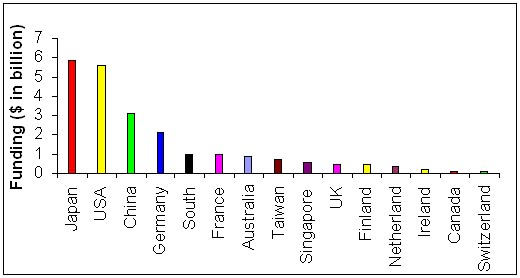 Funding ($ in billion)
7
6
5
4
3
2
1
0
Japan
USA
China
Germany
South
France
Australia
Taiwan
Singapore
UK
Finland
Netherland
Ireland
Canada
Switzerland